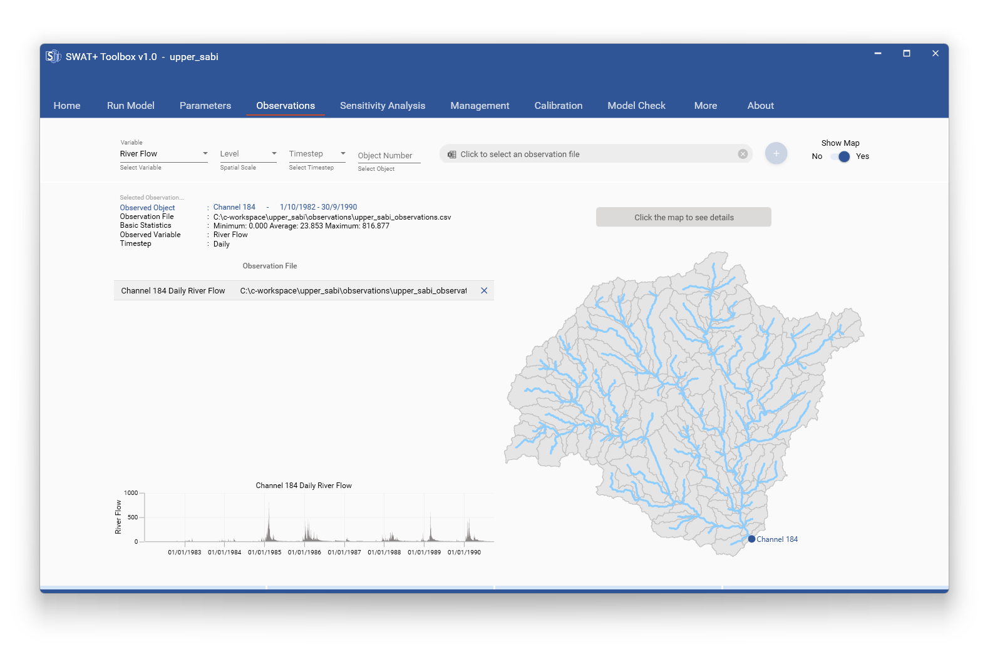 SWAT+ Toolbox v1.0 - upper_sabi
Home Run Model Parameters Observations Sensitivity Analysis Management Calibration Model Check More About
Variable
River Flow
Select Variable
Level
Spatial Scale
Timestep
Select Timestep
Object Number
Select Object
Click to select an observation file
+
Show Map
No Yes
Selected Observation...
Observed Object : Channel 184 - 1/10/1982 - 30/9/1990
Observation File : C:\c-workspace\upper_sabi\observations\upper_sabi_observations.csv
Basic Statistics : Minimum: 0.000 Average: 23.853 Maximum: 816.877
Observed Variable : River Flow
Timestep : Daily
Click the map to see details
Observation File
Channel 184 Daily River Flow C:\c-workspace\upper_sabi\observations\upper_sabi_observat
Channel 184 Daily River Flow
River Flow
1000
500
0
01/01/1983 01/01/1984 01/01/1985 01/01/1986 01/01/1987 01/01/1988 01/01/1989 01/01/1990
Channel 184